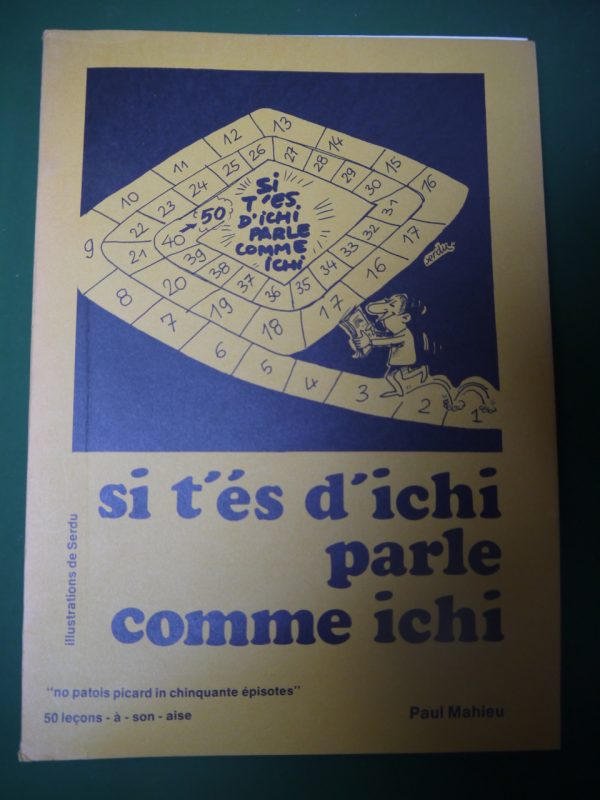 12 13 14
11 25 26 27 28 15
10 24 29 30 16
23 31
9 22 40 50 32 17
21 39 33 16
38 34
8 20 37 36 35 17
7 19 18
6
5
4
3
2
1
Si
T'ES
D'ICHI
PARLE
COMME
ICHI
serdu
si t'és d'ichi
parle
comme ichi
illustrations de Serdu
"no patois picard in chinquante épisotes"
50 leçons - à - son - aise
Paul Mahieu